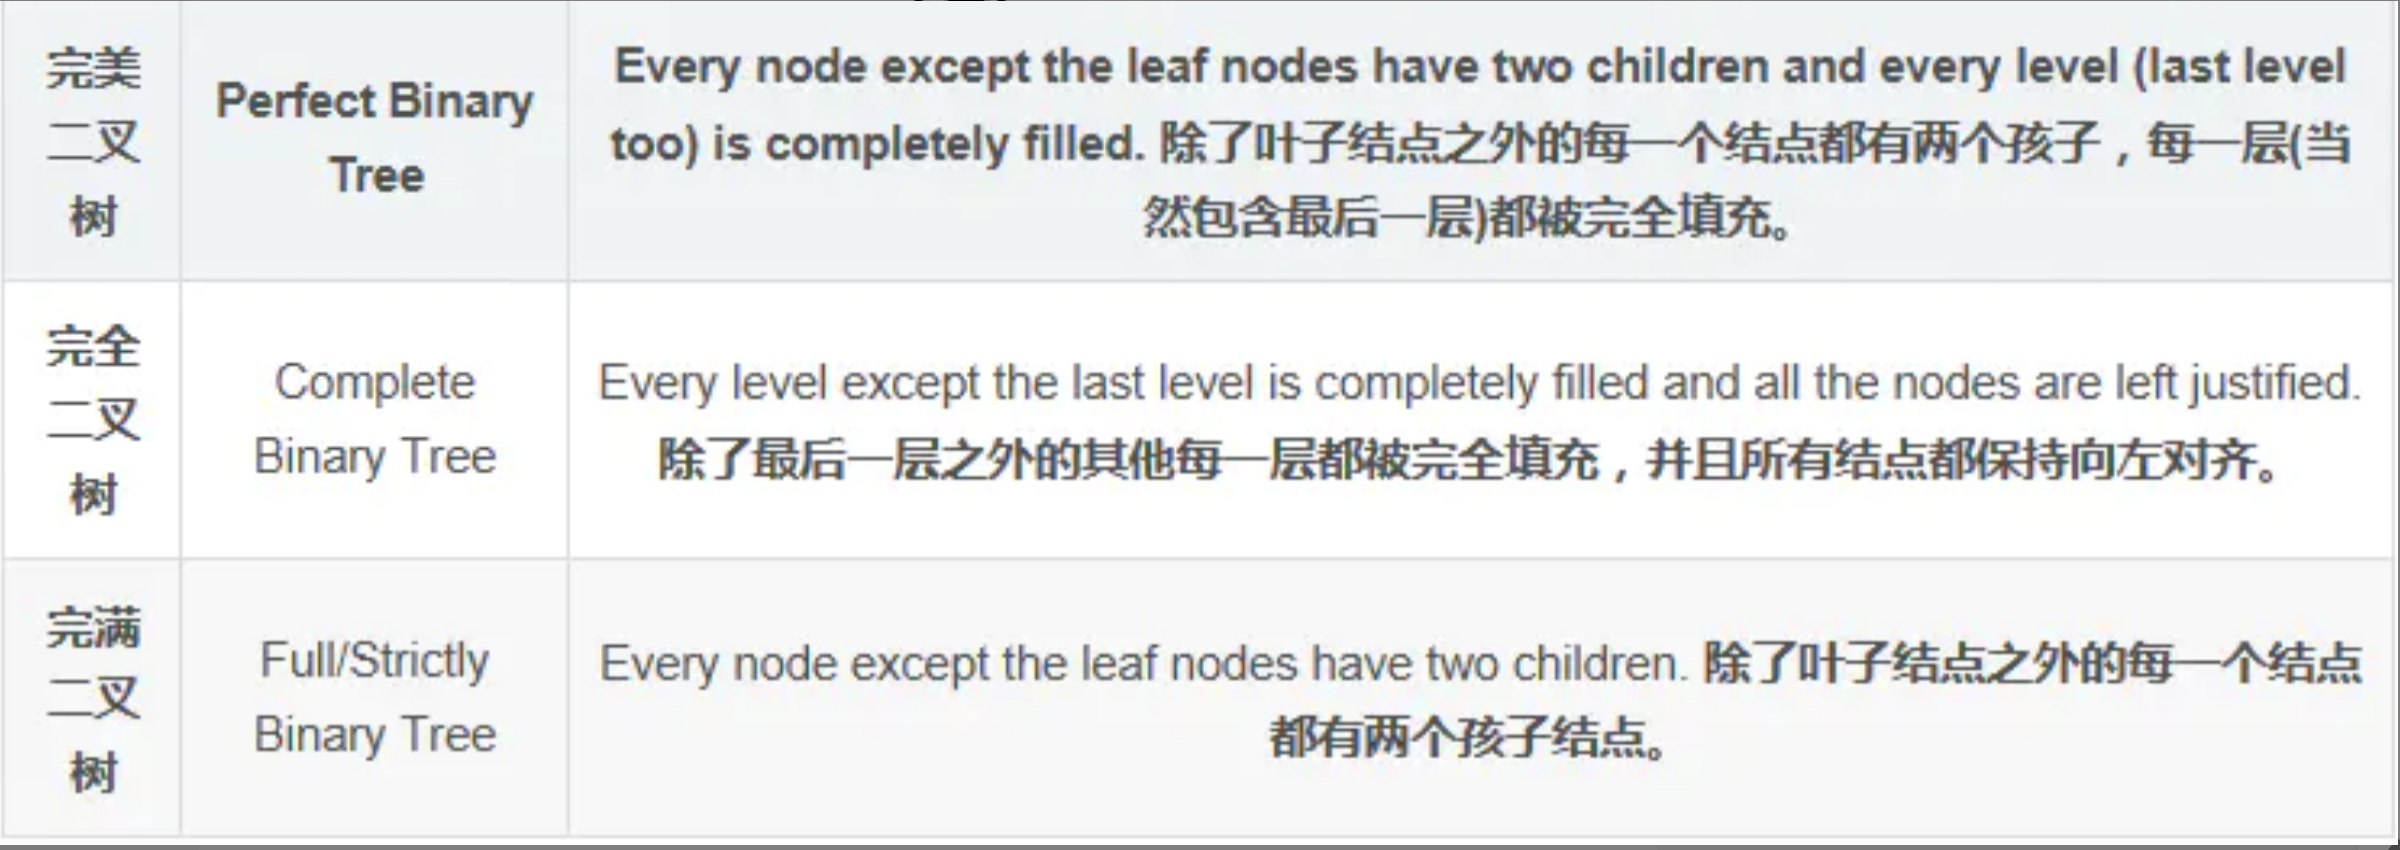 完美
二叉
树
Perfect Binary
Tree
Every node except the leaf nodes have two children and every level (last level
too) is completely filled. 除了叶子结点之外的每一个结点都有两个孩子，每一层(当
然包含最后一层)都被完全填充。
完全
二叉
树
Complete
Binary Tree
Every level except the last level is completely filled and all the nodes are left justified.
除了最后一层之外的其他每一层都被完全填充，并且所有结点都保持向左对齐。
完满
二叉
树
Full/Strictly
Binary Tree
Every node except the leaf nodes have two children. 除了叶子结点之外的每一个结点
都有两个孩子结点。